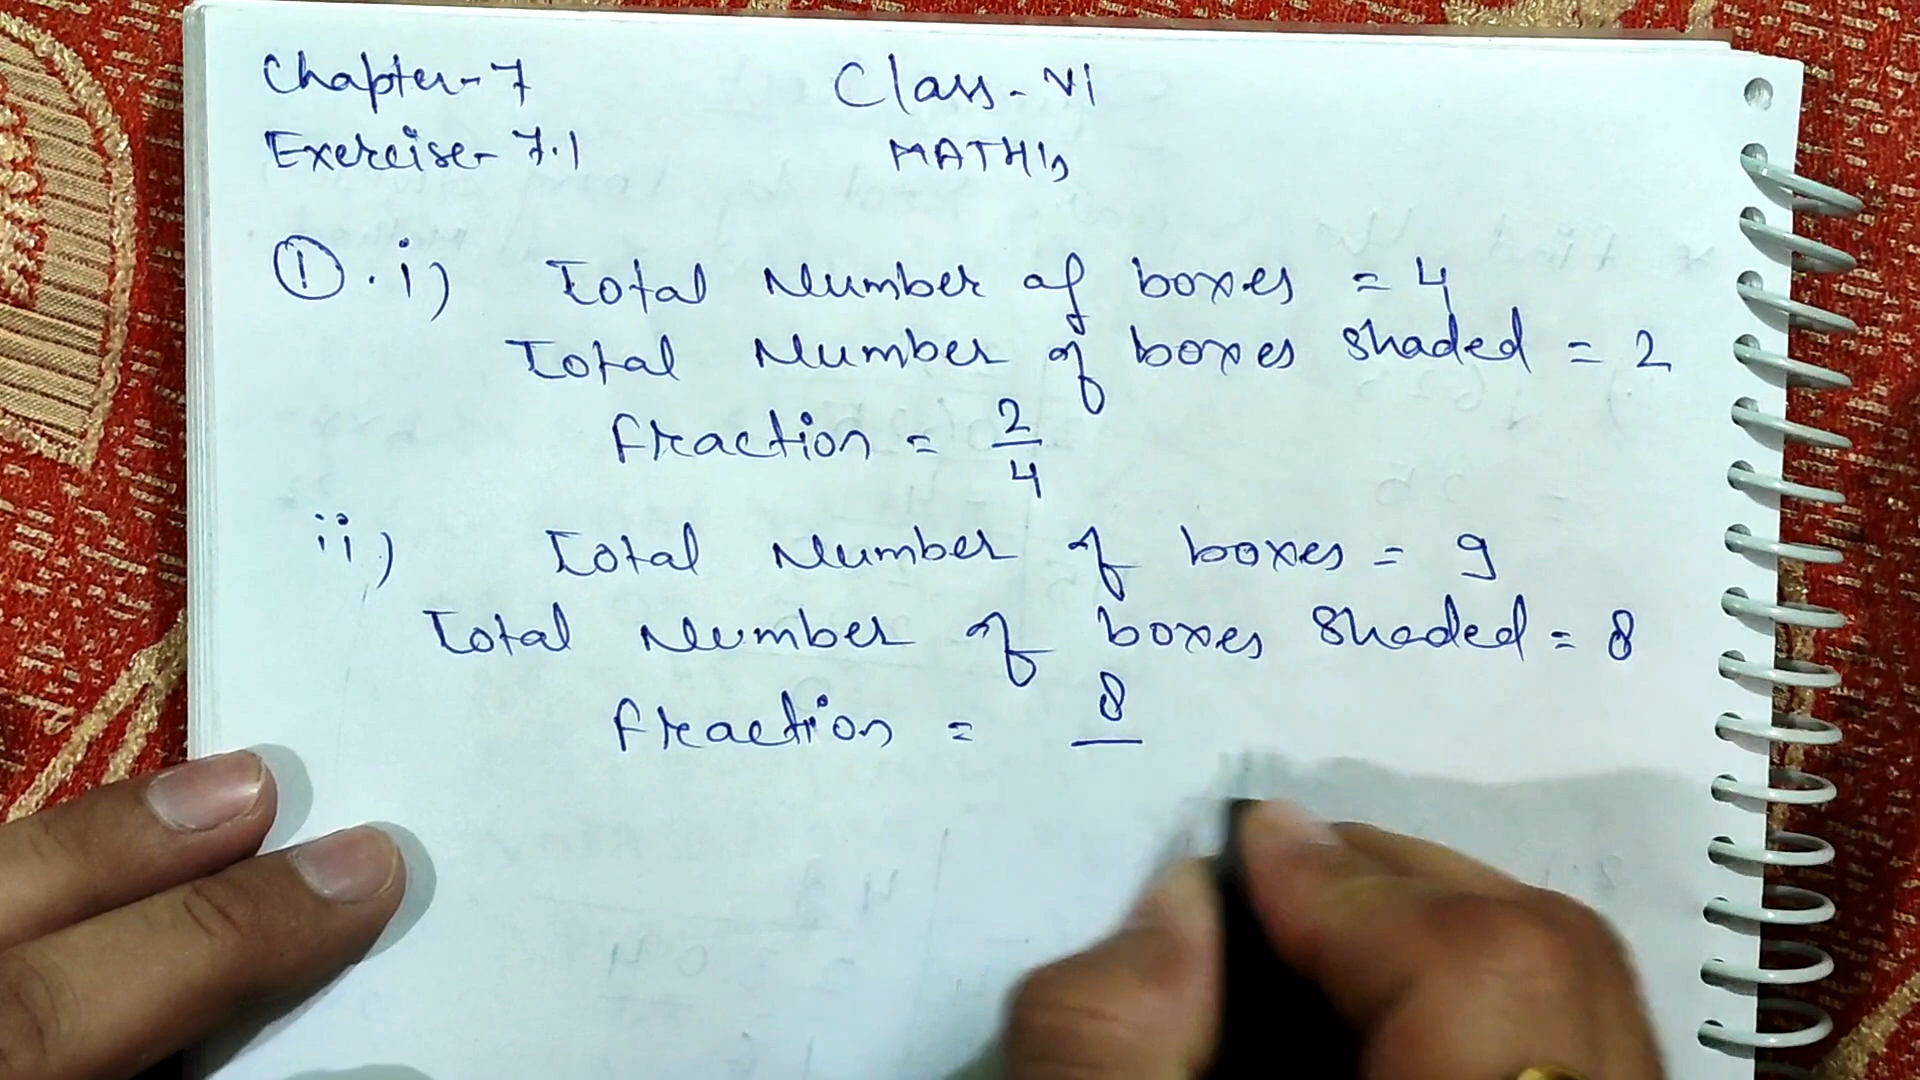 Chapter-7 Class-VI
Exercise-7.1 MATHS
①.i) Total Number of boxes = 4
Total Number of boxes shaded = 2
fraction = 2/4
ii) Total Number of boxes = 9
Total Number of boxes shaded = 8
fraction = 8/